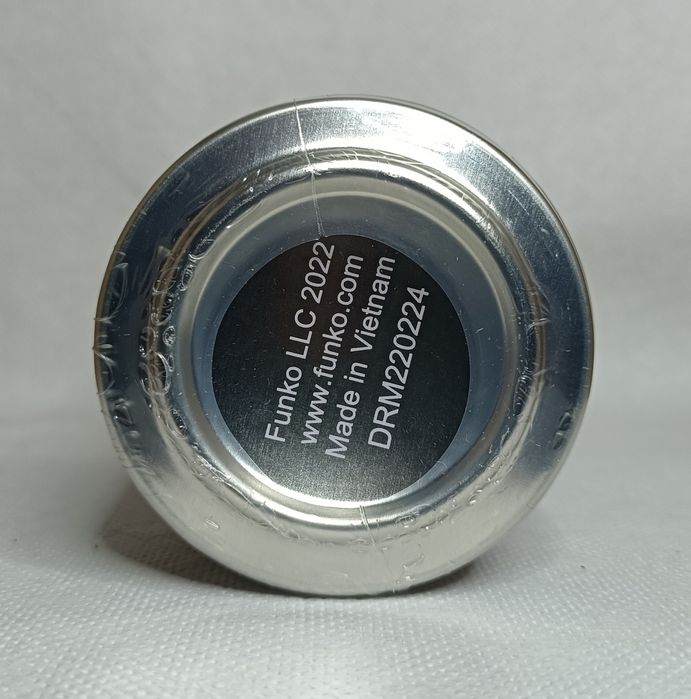 Funko LLC 2022
www.funko.com
Made in Vietnam
DRM220224